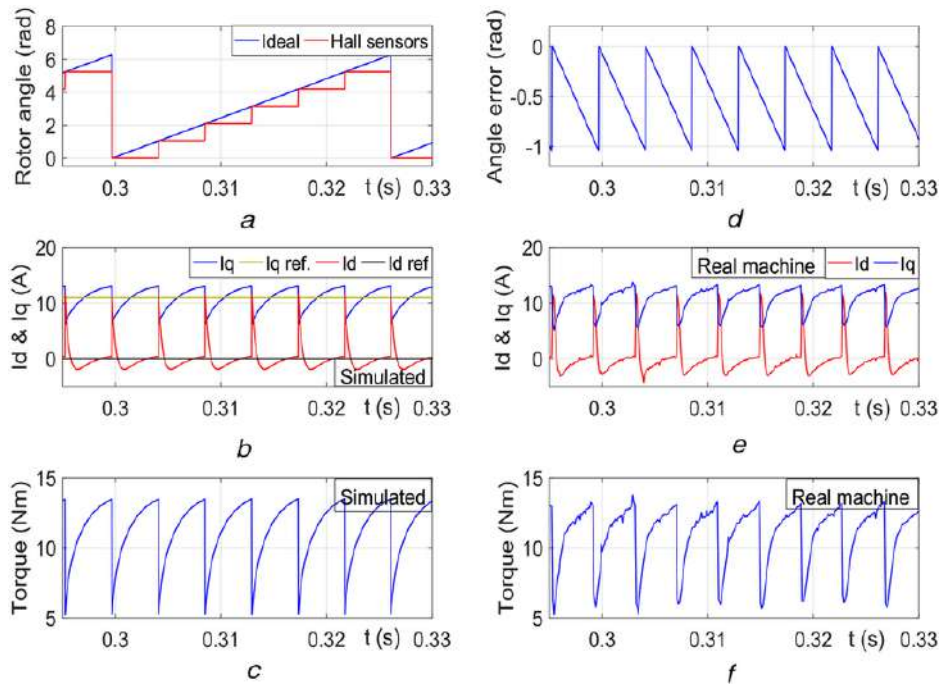 Rotor angle (rad)
8
6
4
2
0
Ideal Hall sensors
0.3 0.31 0.32 t (s) 0.33
a
Angle error (rad)
0
-0.5
-1
0.3 0.31 0.32 t (s) 0.33
d
Id & Iq (A)
20
10
0
Iq Iq ref. Id Id ref
Simulated
0.3 0.31 0.32 t (s) 0.33
b
Id & Iq (A)
20
10
0
Real machine Id Iq
0.3 0.31 0.32 t (s) 0.33
e
Torque (Nm)
15
10
5
Simulated
0.3 0.31 0.32 t (s) 0.33
c
Torque (Nm)
15
10
5
Real machine
0.3 0.31 0.32 t (s) 0.33
f